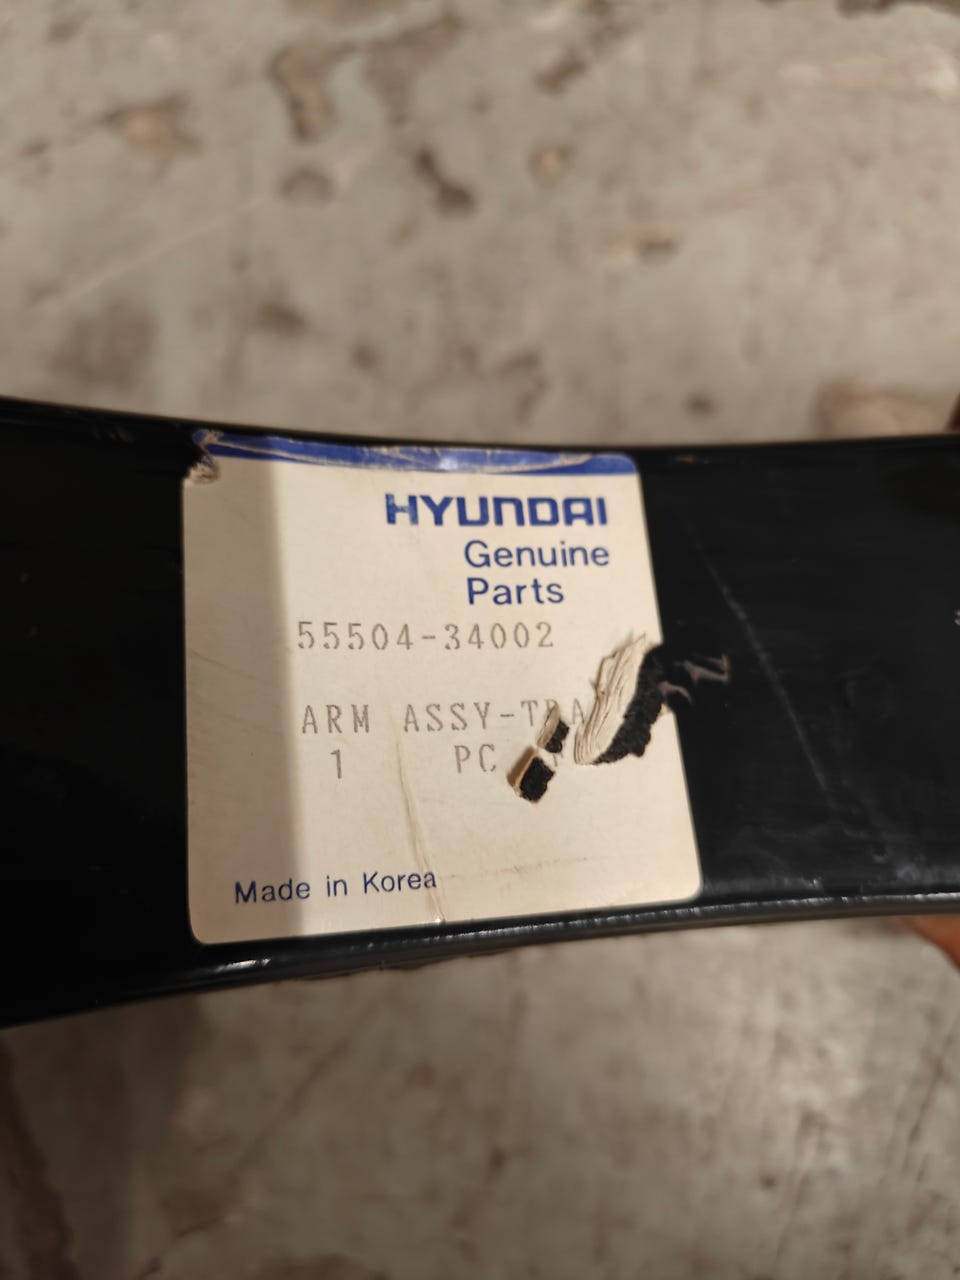 HYUNDAI
Genuine
Parts
55504-34002
ARM ASSY-TRA
1 PC
Made in Korea